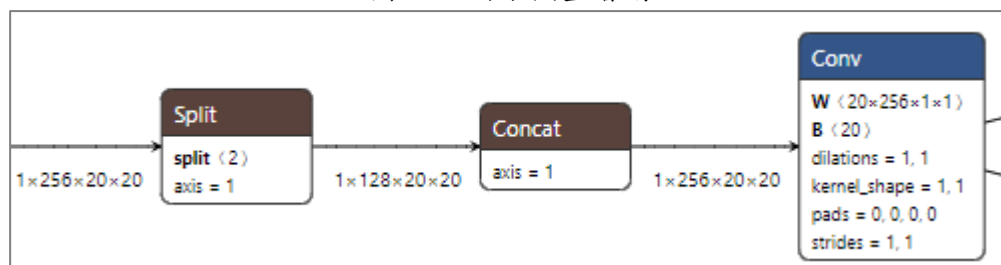 Split
split〈2〉
axis = 1
Concat
axis = 1
Conv
W〈20×256×1×1〉
B〈20〉
dilations = 1, 1
kernel_shape = 1, 1
pads = 0, 0, 0, 0
strides = 1, 1
1×256×20×20
1×128×20×20
1×256×20×20